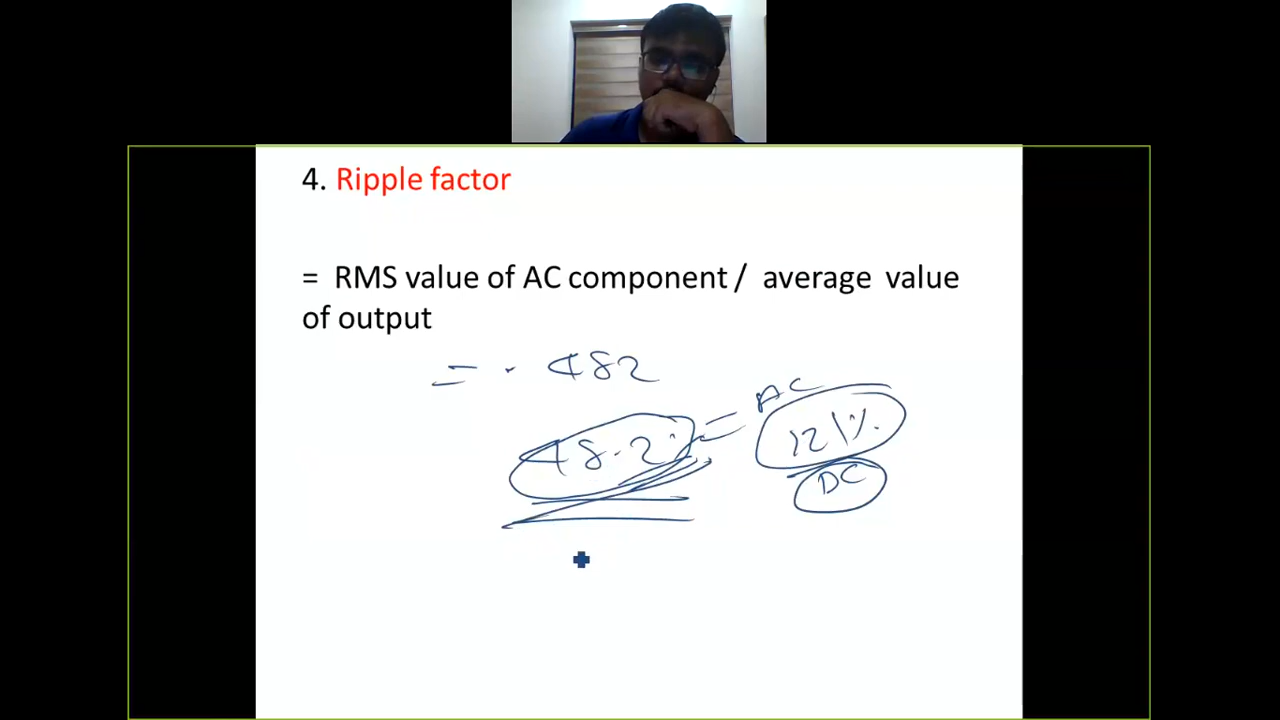 4. Ripple factor
= RMS value of AC component / average value
of output
= .482
48.2% = AC
121%
DC